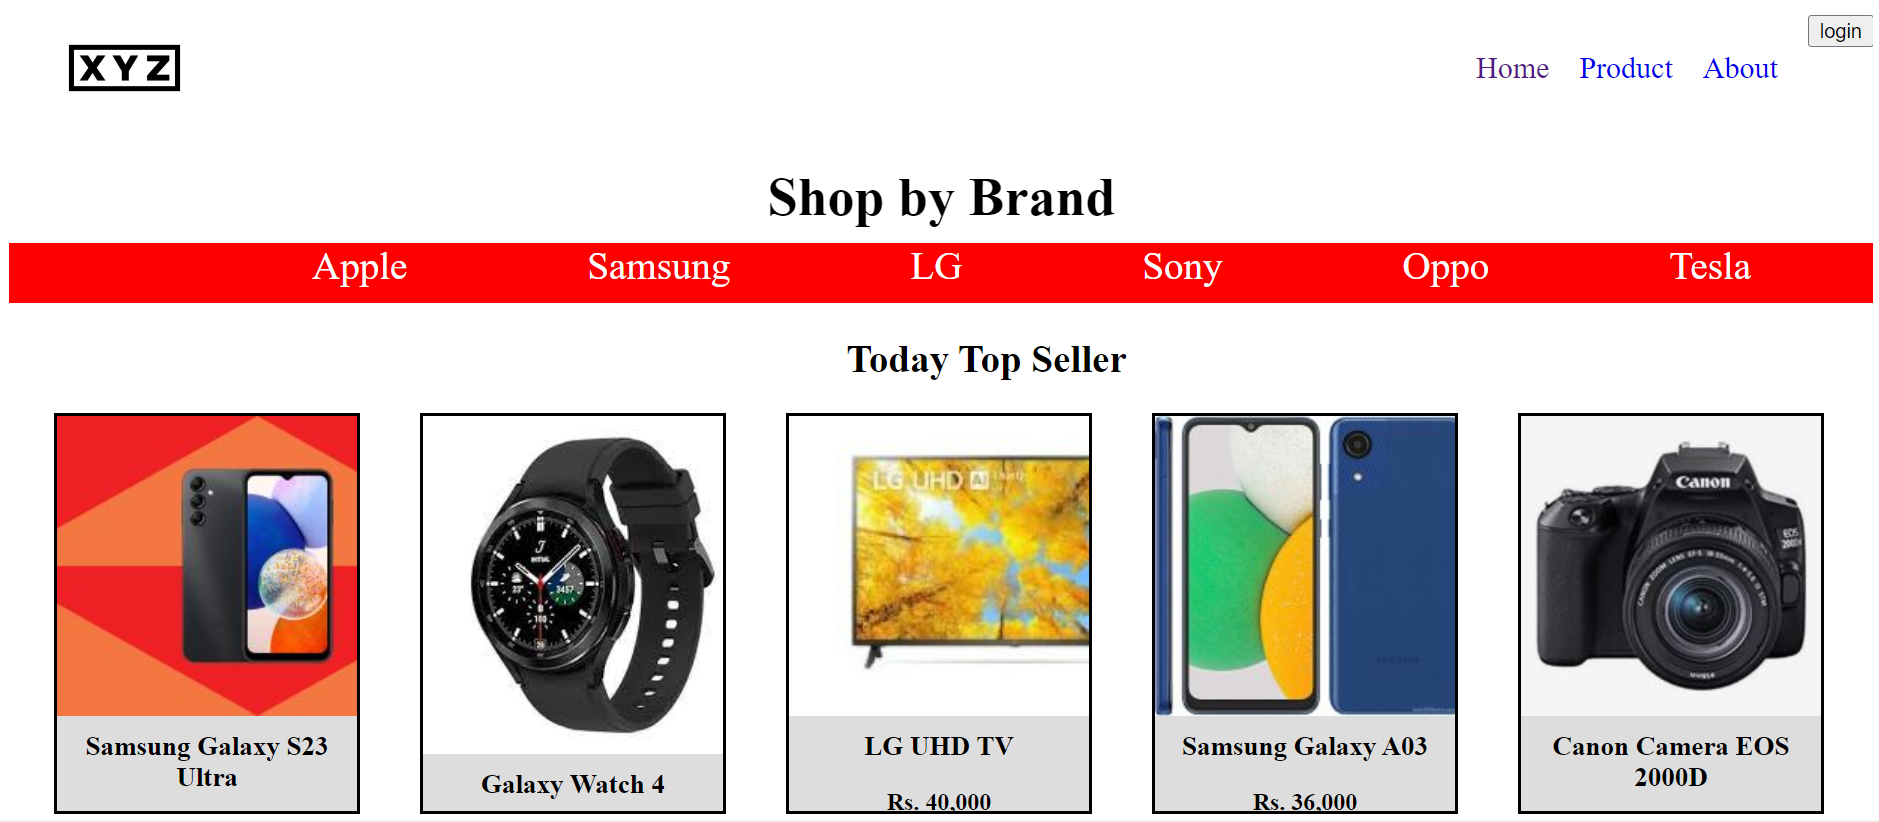 login
XYZ
Home Product About
Shop by Brand
Apple Samsung LG Sony Oppo Tesla
Today Top Seller
LG UHD AI
Canon
EOS
Samsung Galaxy S23
Ultra
Galaxy Watch 4
LG UHD TV
Rs. 40,000
Samsung Galaxy A03
Rs. 36,000
Canon Camera EOS
2000D